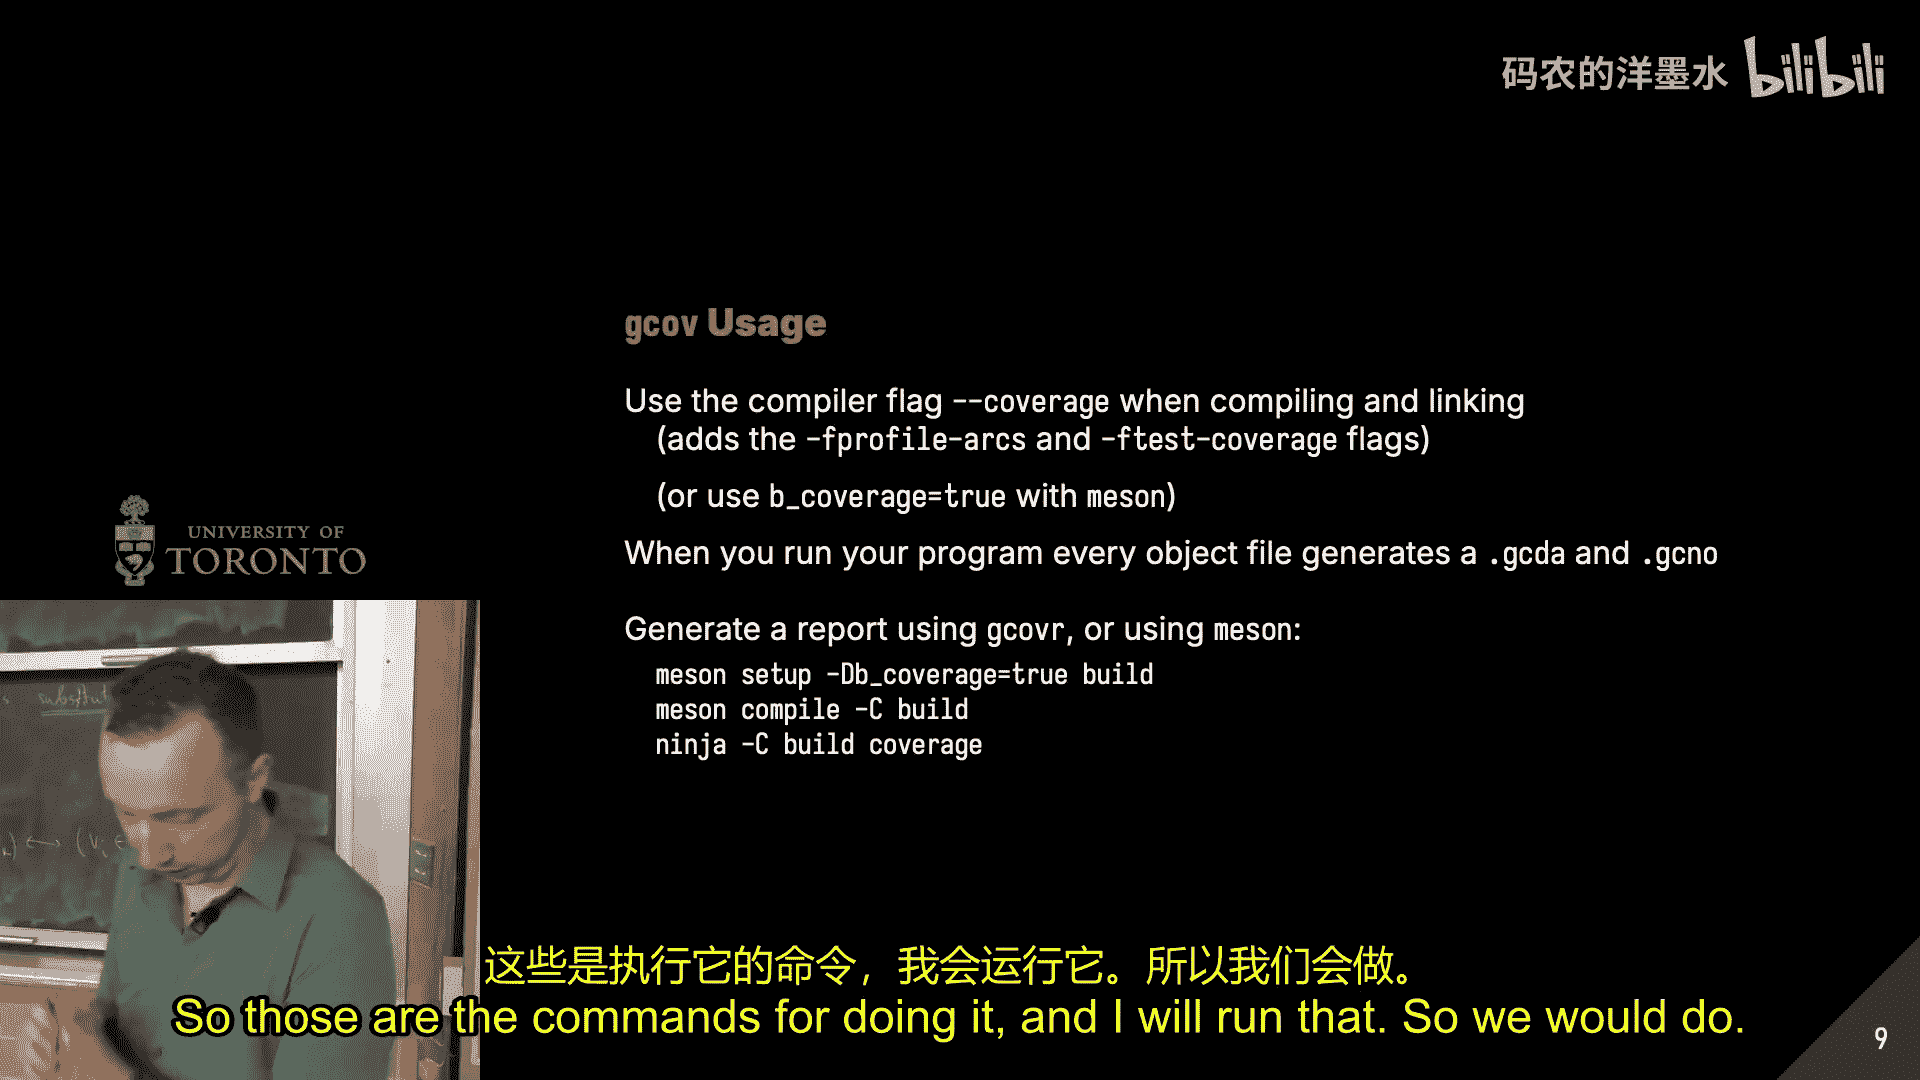 码农的洋墨水 bilibili
gcov Usage
Use the compiler flag --coverage when compiling and linking
(adds the -fprofile-arcs and -ftest-coverage flags)
(or use b_coverage=true with meson)
UNIVERSITY OF
TORONTO
When you run your program every object file generates a .gcda and .gcno
Generate a report using gcovr, or using meson:
meson setup -Db_coverage=true build
meson compile -C build
ninja -C build coverage
这些是执行它的命令，我会运行它。所以我们会做。
So those are the commands for doing it, and I will run that. So we would do.
9